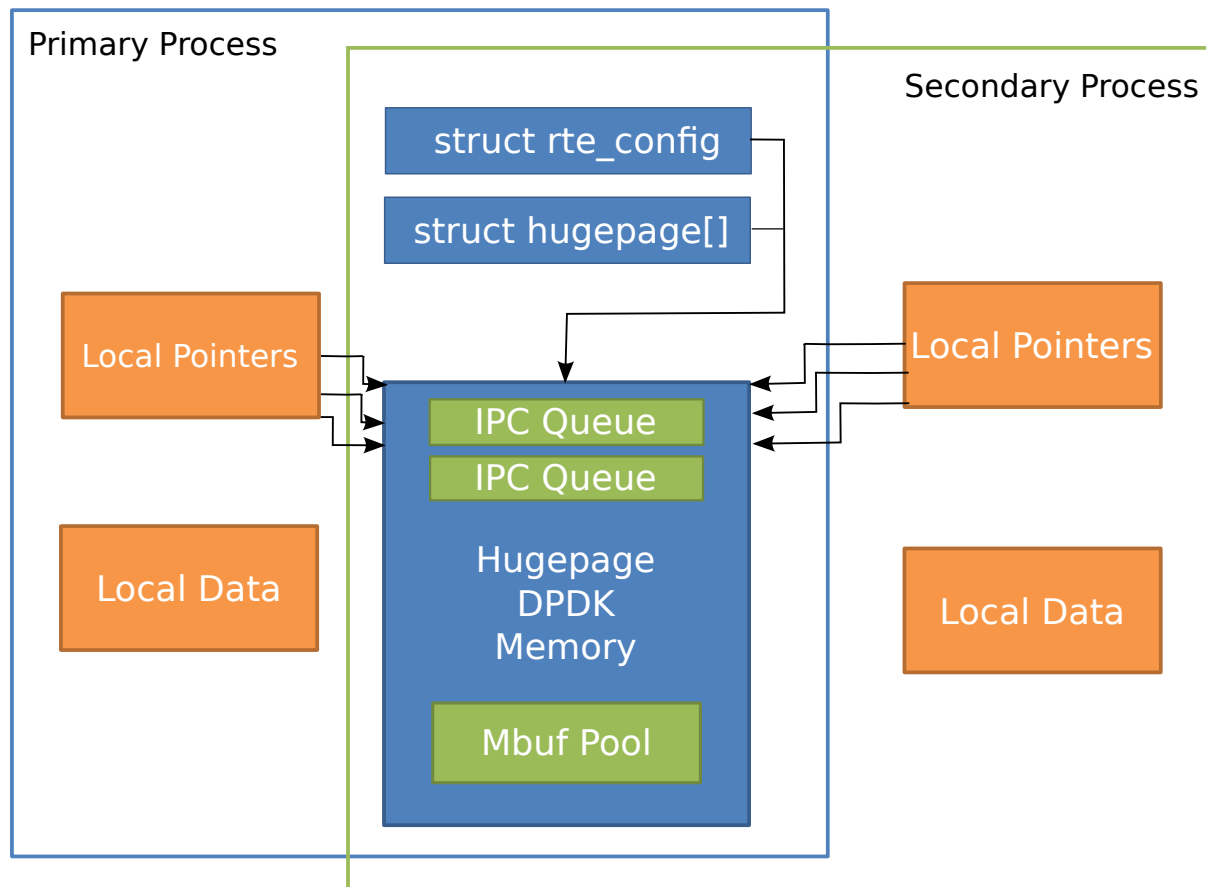 Primary Process
Secondary Process
struct rte_config
struct hugepage[]
Local Pointers
Local Pointers
IPC Queue
IPC Queue
Hugepage
DPDK
Memory
Local Data
Local Data
Mbuf Pool